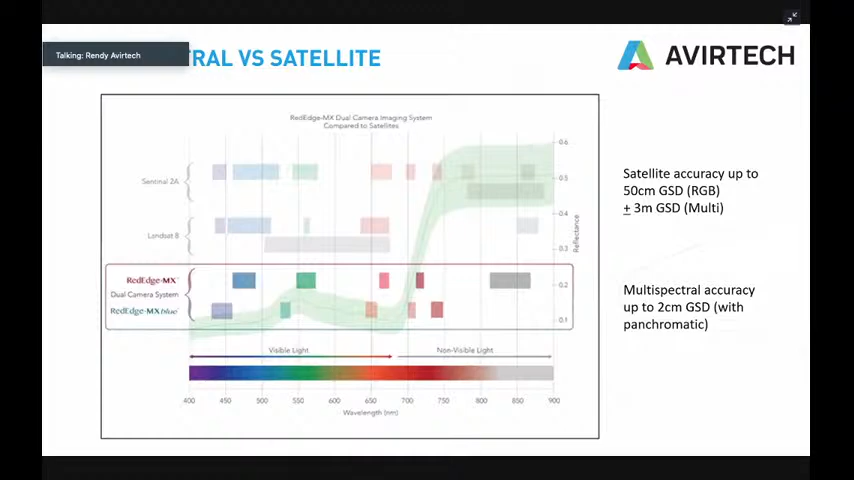 Talking: Rendy Avirtech
TRAL VS SATELLITE
AVIRTECH
RedEdge-MX Dual Camera Imaging System
Compared to Satellites
Sentinal 2A
Landsat 8
RedEdge-MX™
Dual Camera System
RedEdge-MX blue™
0.6
0.5
0.4
0.3
0.2
0.1
Reflectance
Visible Light
Non-Visible Light
400 450 500 550 600 650 700 750 800 850 900
Wavelength (nm)
Satellite accuracy up to
50cm GSD (RGB)
± 3m GSD (Multi)
Multispectral accuracy
up to 2cm GSD (with
panchromatic)